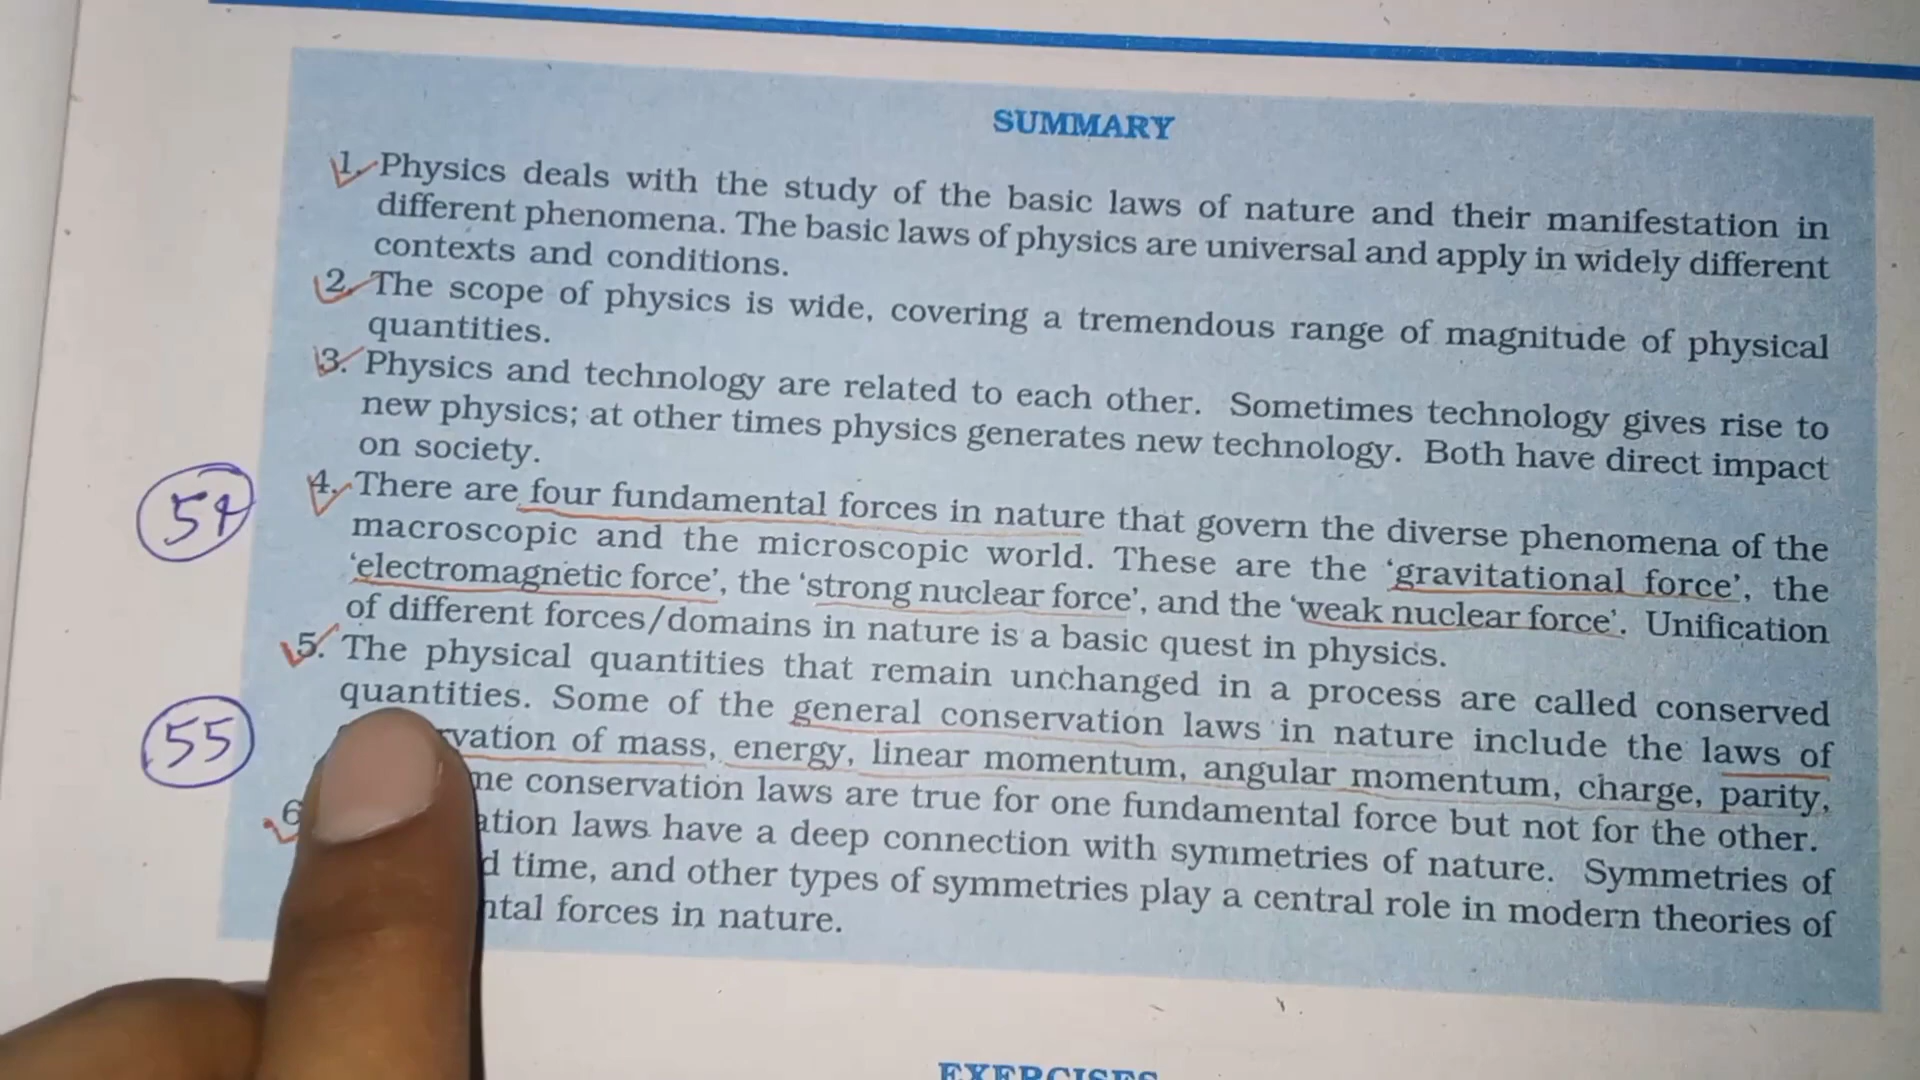 SUMMARY
1. Physics deals with the study of the basic laws of nature and their manifestation in
different phenomena. The basic laws of physics are universal and apply in widely different
contexts and conditions.
2. The scope of physics is wide, covering a tremendous range of magnitude of physical
quantities.
3. Physics and technology are related to each other. Sometimes technology gives rise to
new physics; at other times physics generates new technology. Both have direct impact
on society.
54
4. There are four fundamental forces in nature that govern the diverse phenomena of the
macroscopic and the microscopic world. These are the ‘gravitational force’, the
‘electromagnetic force’, the ‘strong nuclear force’, and the ‘weak nuclear force’. Unification
of different forces/domains in nature is a basic quest in physics.
5. The physical quantities that remain unchanged in a process are called conserved
quantities. Some of the general conservation laws in nature include the laws of
55
of mass, energy, linear momentum, angular momentum, charge, parity,
conservation laws are true for one fundamental force but not for the other.
6 laws have a deep connection with symmetries of nature. Symmetries of
time, and other types of symmetries play a central role in modern theories of
forces in nature.
EXERCISES